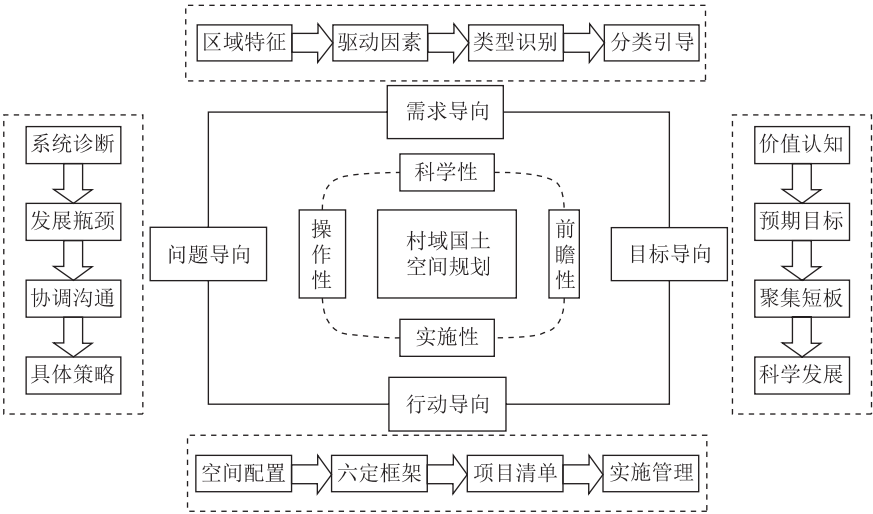 区域特征
驱动因素
类型识别
分类引导
需求导向
系统诊断
发展瓶颈
协调沟通
具体策略
问题导向
科学性
操作性
村域国土
空间规划
前瞻性
实施性
目标导向
价值认知
预期目标
聚集短板
科学发展
行动导向
空间配置
六定框架
项目清单
实施管理